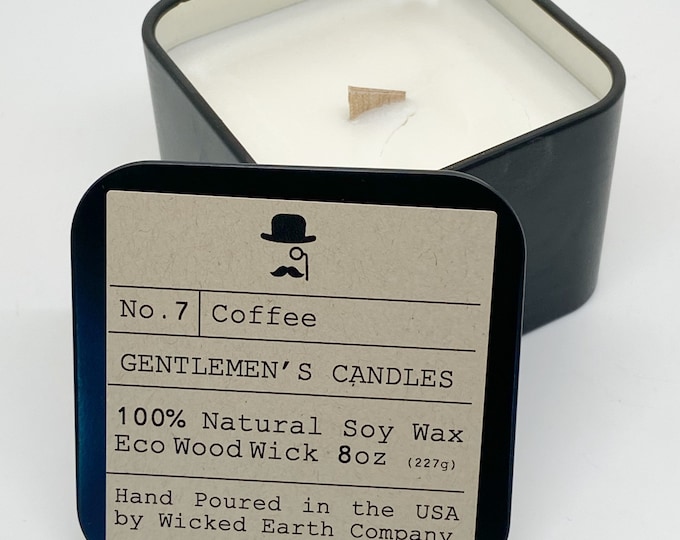 No.7 Coffee
GENTLEMEN'S CANDLES
100% Natural Soy Wax
Eco Wood Wick 8oz (227g)
Hand Poured in the USA
by Wicked Earth Company